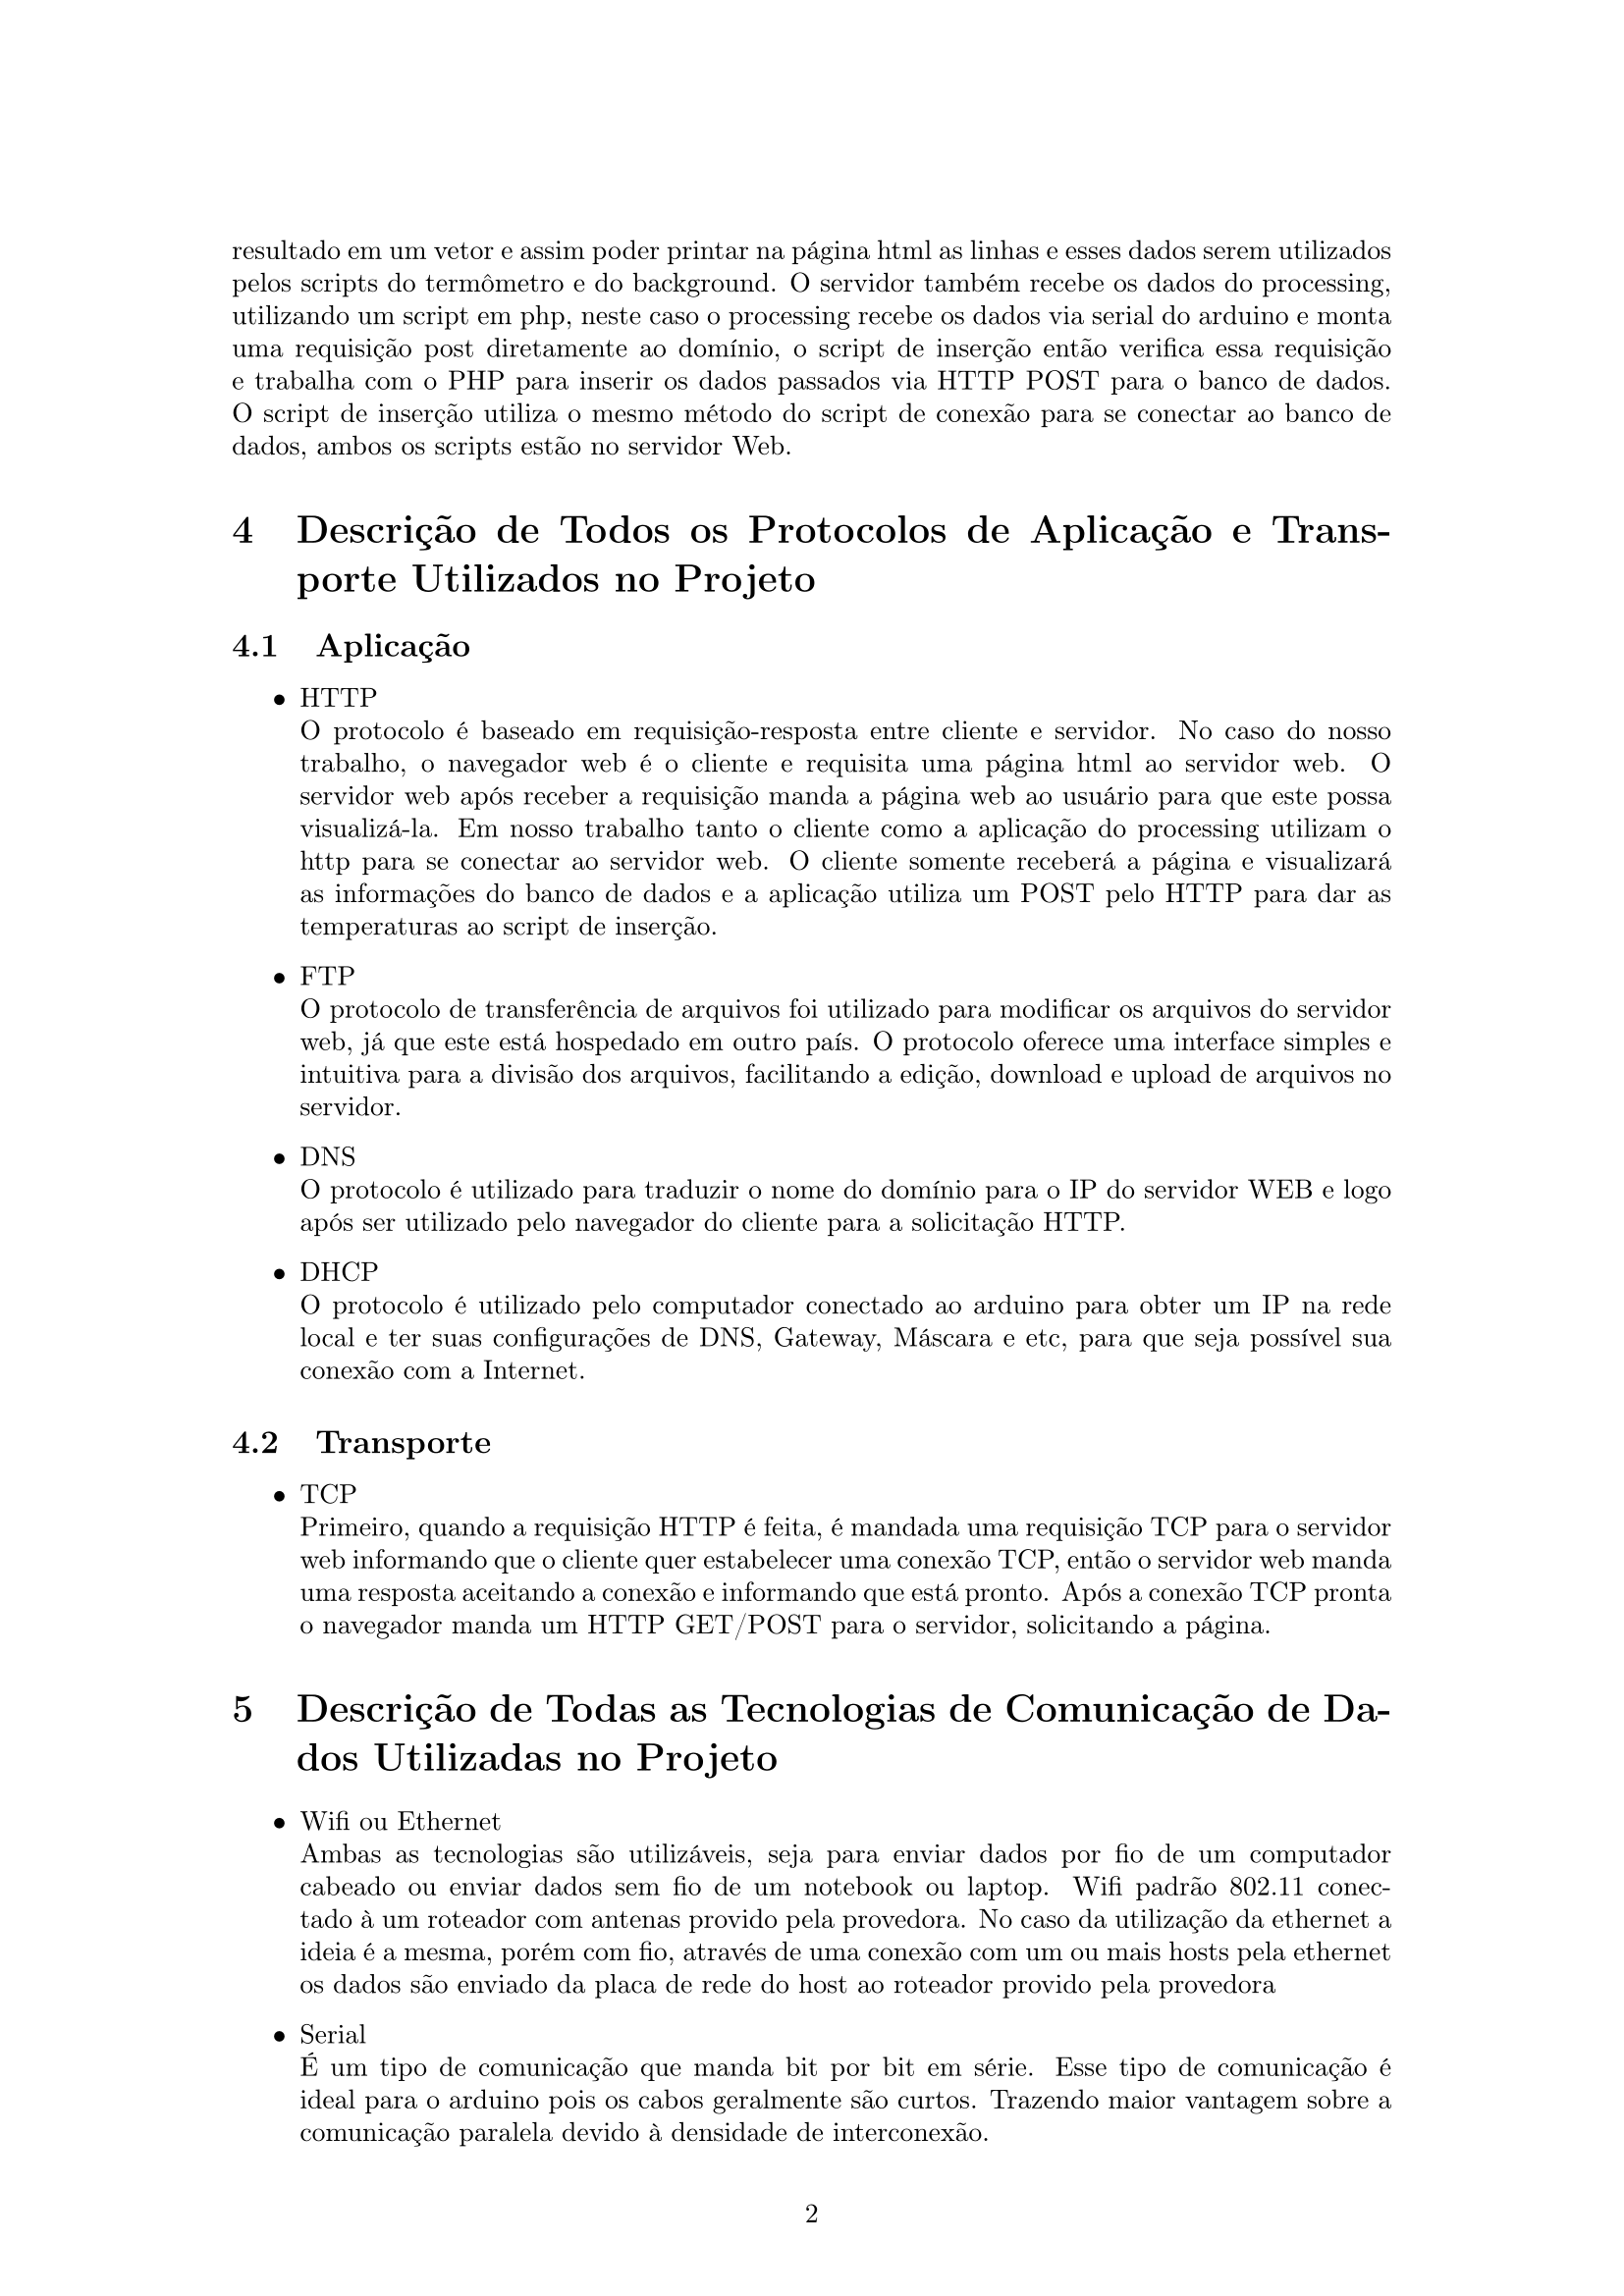 resultado em um vetor e assim poder printar na página html as linhas e esses dados serem utilizados
pelos scripts do termômetro e do background. O servidor também recebe os dados do processing,
utilizando um script em php, neste caso o processing recebe os dados via serial do arduino e monta
uma requisição post diretamente ao domínio, o script de inserção então verifica essa requisição
e trabalha com o PHP para inserir os dados passados via HTTP POST para o banco de dados.
O script de inserção utiliza o mesmo método do script de conexão para se conectar ao banco de
dados, ambos os scripts estão no servidor Web.
4 Descrição de Todos os Protocolos de Aplicação e Trans-
porte Utilizados no Projeto
4.1 Aplicação
• HTTP
O protocolo é baseado em requisição-resposta entre cliente e servidor. No caso do nosso
trabalho, o navegador web é o cliente e requisita uma página html ao servidor web. O
servidor web após receber a requisição manda a página web ao usuário para que este possa
visualizá-la. Em nosso trabalho tanto o cliente como a aplicação do processing utilizam o
http para se conectar ao servidor web. O cliente somente receberá a página e visualizará
as informações do banco de dados e a aplicação utiliza um POST pelo HTTP para dar as
temperaturas ao script de inserção.
• FTP
O protocolo de transferência de arquivos foi utilizado para modificar os arquivos do servidor
web, já que este está hospedado em outro país. O protocolo oferece uma interface simples e
intuitiva para a divisão dos arquivos, facilitando a edição, download e upload de arquivos no
servidor.
• DNS
O protocolo é utilizado para traduzir o nome do domínio para o IP do servidor WEB e logo
após ser utilizado pelo navegador do cliente para a solicitação HTTP.
• DHCP
O protocolo é utilizado pelo computador conectado ao arduino para obter um IP na rede
local e ter suas configurações de DNS, Gateway, Máscara e etc, para que seja possível sua
conexão com a Internet.
4.2 Transporte
• TCP
Primeiro, quando a requisição HTTP é feita, é mandada uma requisição TCP para o servidor
web informando que o cliente quer estabelecer uma conexão TCP, então o servidor web manda
uma resposta aceitando a conexão e informando que está pronto. Após a conexão TCP pronta
o navegador manda um HTTP GET/POST para o servidor, solicitando a página.
5 Descrição de Todas as Tecnologias de Comunicação de Da-
dos Utilizadas no Projeto
• Wifi ou Ethernet
Ambas as tecnologias são utilizáveis, seja para enviar dados por fio de um computador
cabeado ou enviar dados sem fio de um notebook ou laptop. Wifi padrão 802.11 conec-
tado à um roteador com antenas provido pela provedora. No caso da utilização da ethernet a
ideia é a mesma, porém com fio, através de uma conexão com um ou mais hosts pela ethernet
os dados são enviado da placa de rede do host ao roteador provido pela provedora
• Serial
É um tipo de comunicação que manda bit por bit em série. Esse tipo de comunicação é
ideal para o arduino pois os cabos geralmente são curtos. Trazendo maior vantagem sobre a
comunicação paralela devido à densidade de interconexão.
2